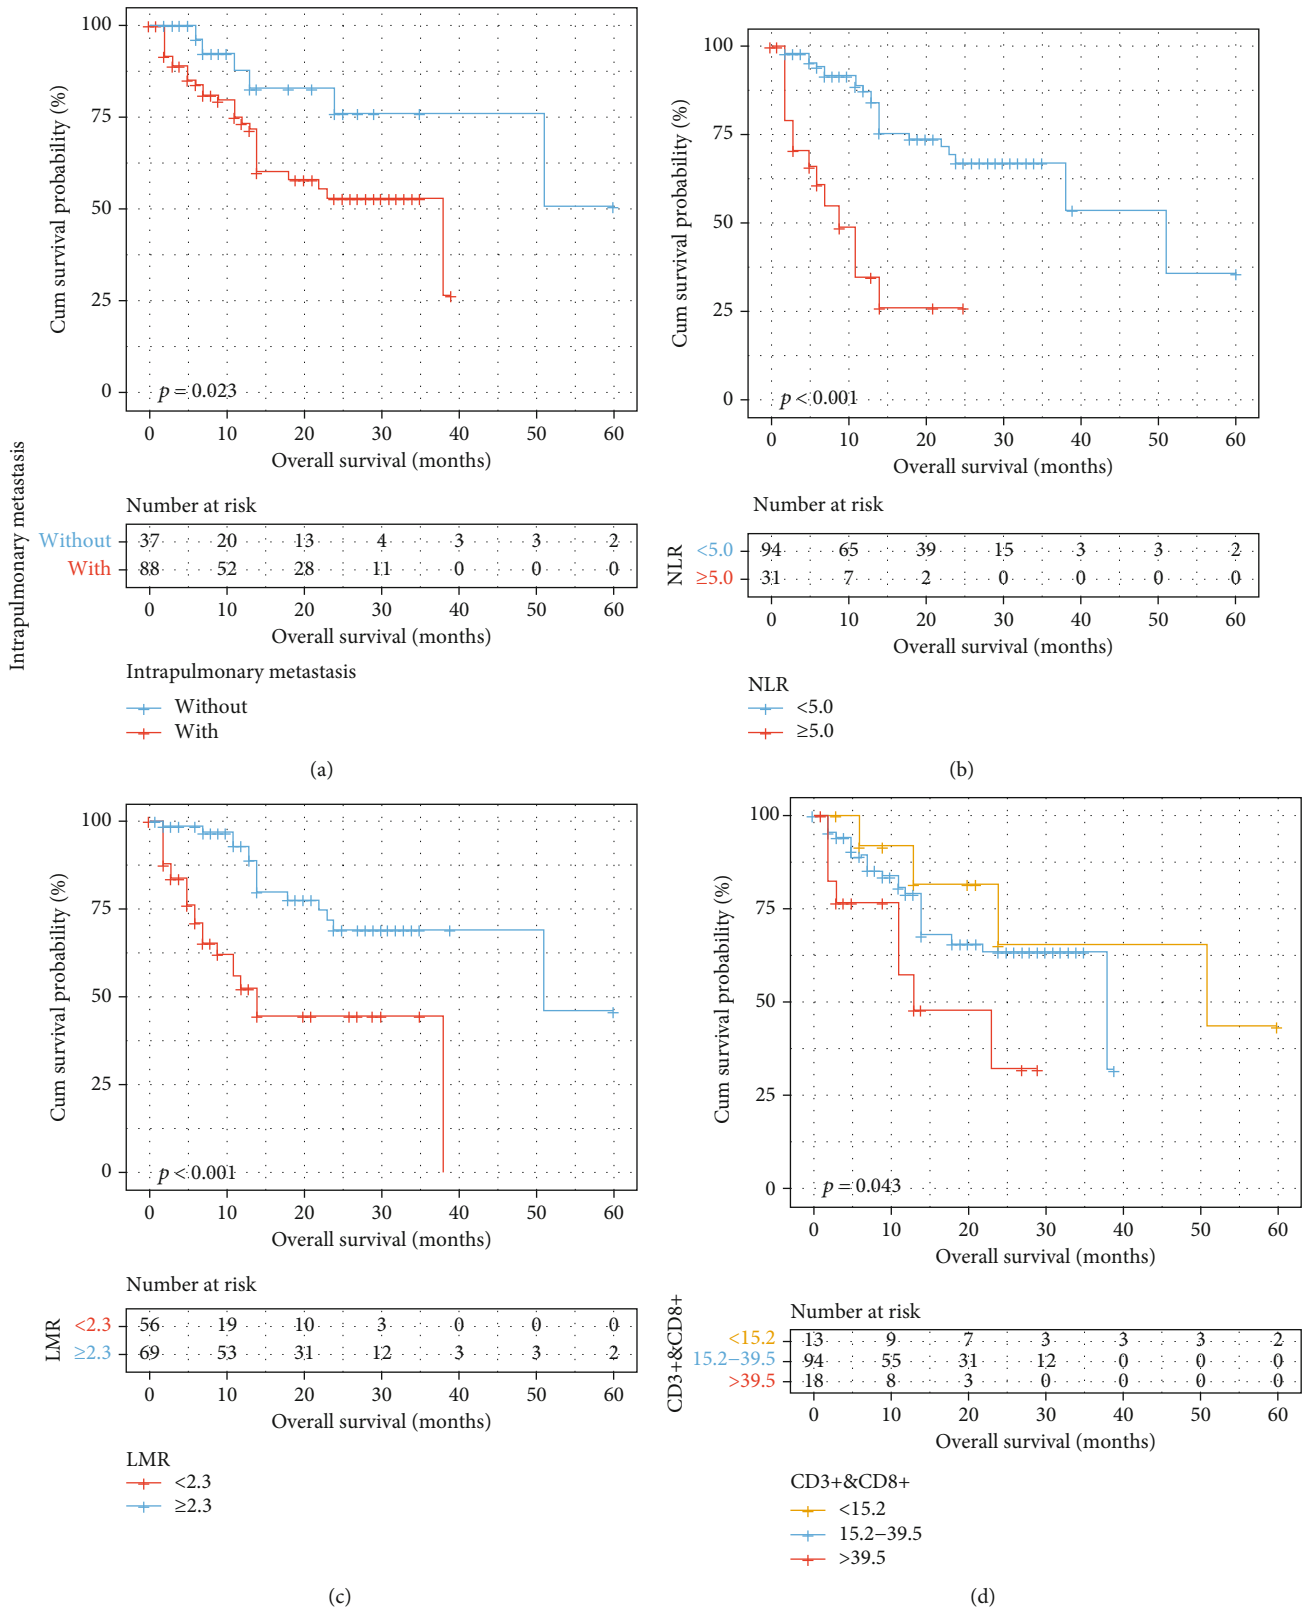 100
75
50
25
0
Cum survival probability (%)
p = 0.023
0 10 20 30 40 50 60
Overall survival (months)
Intrapulmonary metastasis
Number at risk
Without 37 20 13 4 3 3 2
With 88 52 28 11 0 0 0
0 10 20 30 40 50 60
Overall survival (months)
Intrapulmonary metastasis
Without
With
(a)
100
75
50
25
0
Cum survival probability (%)
p < 0.001
0 10 20 30 40 50 60
Overall survival (months)
Number at risk
NLR
<5.0 94 65 39 15 3 3 2
≥5.0 31 7 2 0 0 0 0
0 10 20 30 40 50 60
Overall survival (months)
NLR
<5.0
≥5.0
(b)
100
75
50
25
0
Cum survival probability (%)
p < 0.001
0 10 20 30 40 50 60
Overall survival (months)
Number at risk
LMR
<2.3 56 19 10 3 0 0 0
≥2.3 69 53 31 12 3 3 2
0 10 20 30 40 50 60
Overall survival (months)
LMR
<2.3
≥2.3
(c)
100
75
50
25
0
Cum survival probability (%)
p = 0.043
0 10 20 30 40 50 60
Overall survival (months)
Number at risk
CD3+&CD8+
<15.2 13 9 7 3 3 3 2
15.2–39.5 94 55 31 12 0 0 0
>39.5 18 8 3 0 0 0 0
0 10 20 30 40 50 60
Overall survival (months)
CD3+&CD8+
<15.2
15.2–39.5
>39.5
(d)